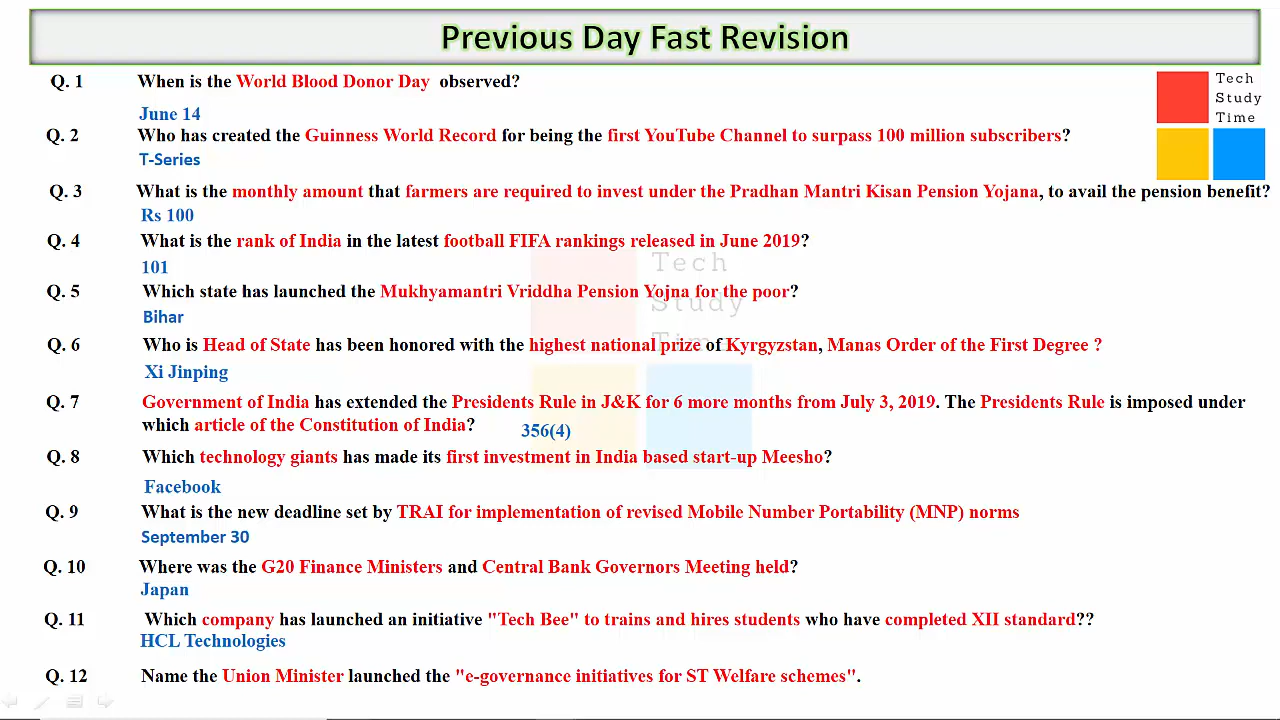 Previous Day Fast Revision
Q. 1 When is the World Blood Donor Day observed?
Tech
Study
Time
June 14
Q. 2 Who has created the Guinness World Record for being the first YouTube Channel to surpass 100 million subscribers?
T-Series
Q. 3 What is the monthly amount that farmers are required to invest under the Pradhan Mantri Kisan Pension Yojana, to avail the pension benefit?
Rs 100
Q. 4 What is the rank of India in the latest football FIFA rankings released in June 2019?
101
Tech
Q. 5 Which state has launched the Mukhyamantri Vriddha Pension Yojna for the poor?
Study
Bihar
Time
Q. 6 Who is Head of State has been honored with the highest national prize of Kyrgyzstan, Manas Order of the First Degree ?
Xi Jinping
Q. 7 Government of India has extended the Presidents Rule in J&K for 6 more months from July 3, 2019. The Presidents Rule is imposed under
which article of the Constitution of India?
356(4)
Q. 8 Which technology giants has made its first investment in India based start-up Meesho?
Facebook
Q. 9 What is the new deadline set by TRAI for implementation of revised Mobile Number Portability (MNP) norms
September 30
Q. 10 Where was the G20 Finance Ministers and Central Bank Governors Meeting held?
Japan
Q. 11 Which company has launched an initiative "Tech Bee" to trains and hires students who have completed XII standard??
HCL Technologies
Q. 12 Name the Union Minister launched the "e-governance initiatives for ST Welfare schemes".